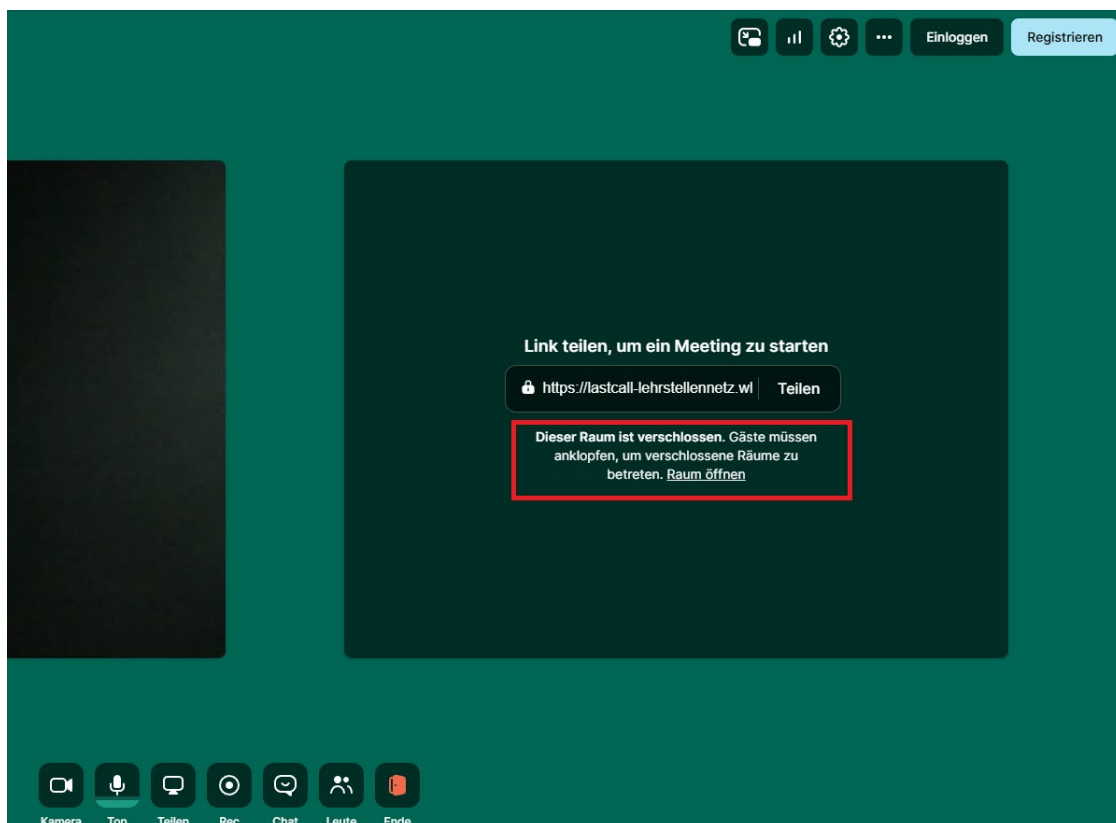 Einloggen
Registrieren
Link teilen, um ein Meeting zu starten
https://lastcall-lehrstellennetz.wl
Teilen
Dieser Raum ist verschlossen. Gäste müssen
anklopfen, um verschlossene Räume zu
betreten. Raum öffnen
Kamera Ton Teilen Rec Chat Leute Ende